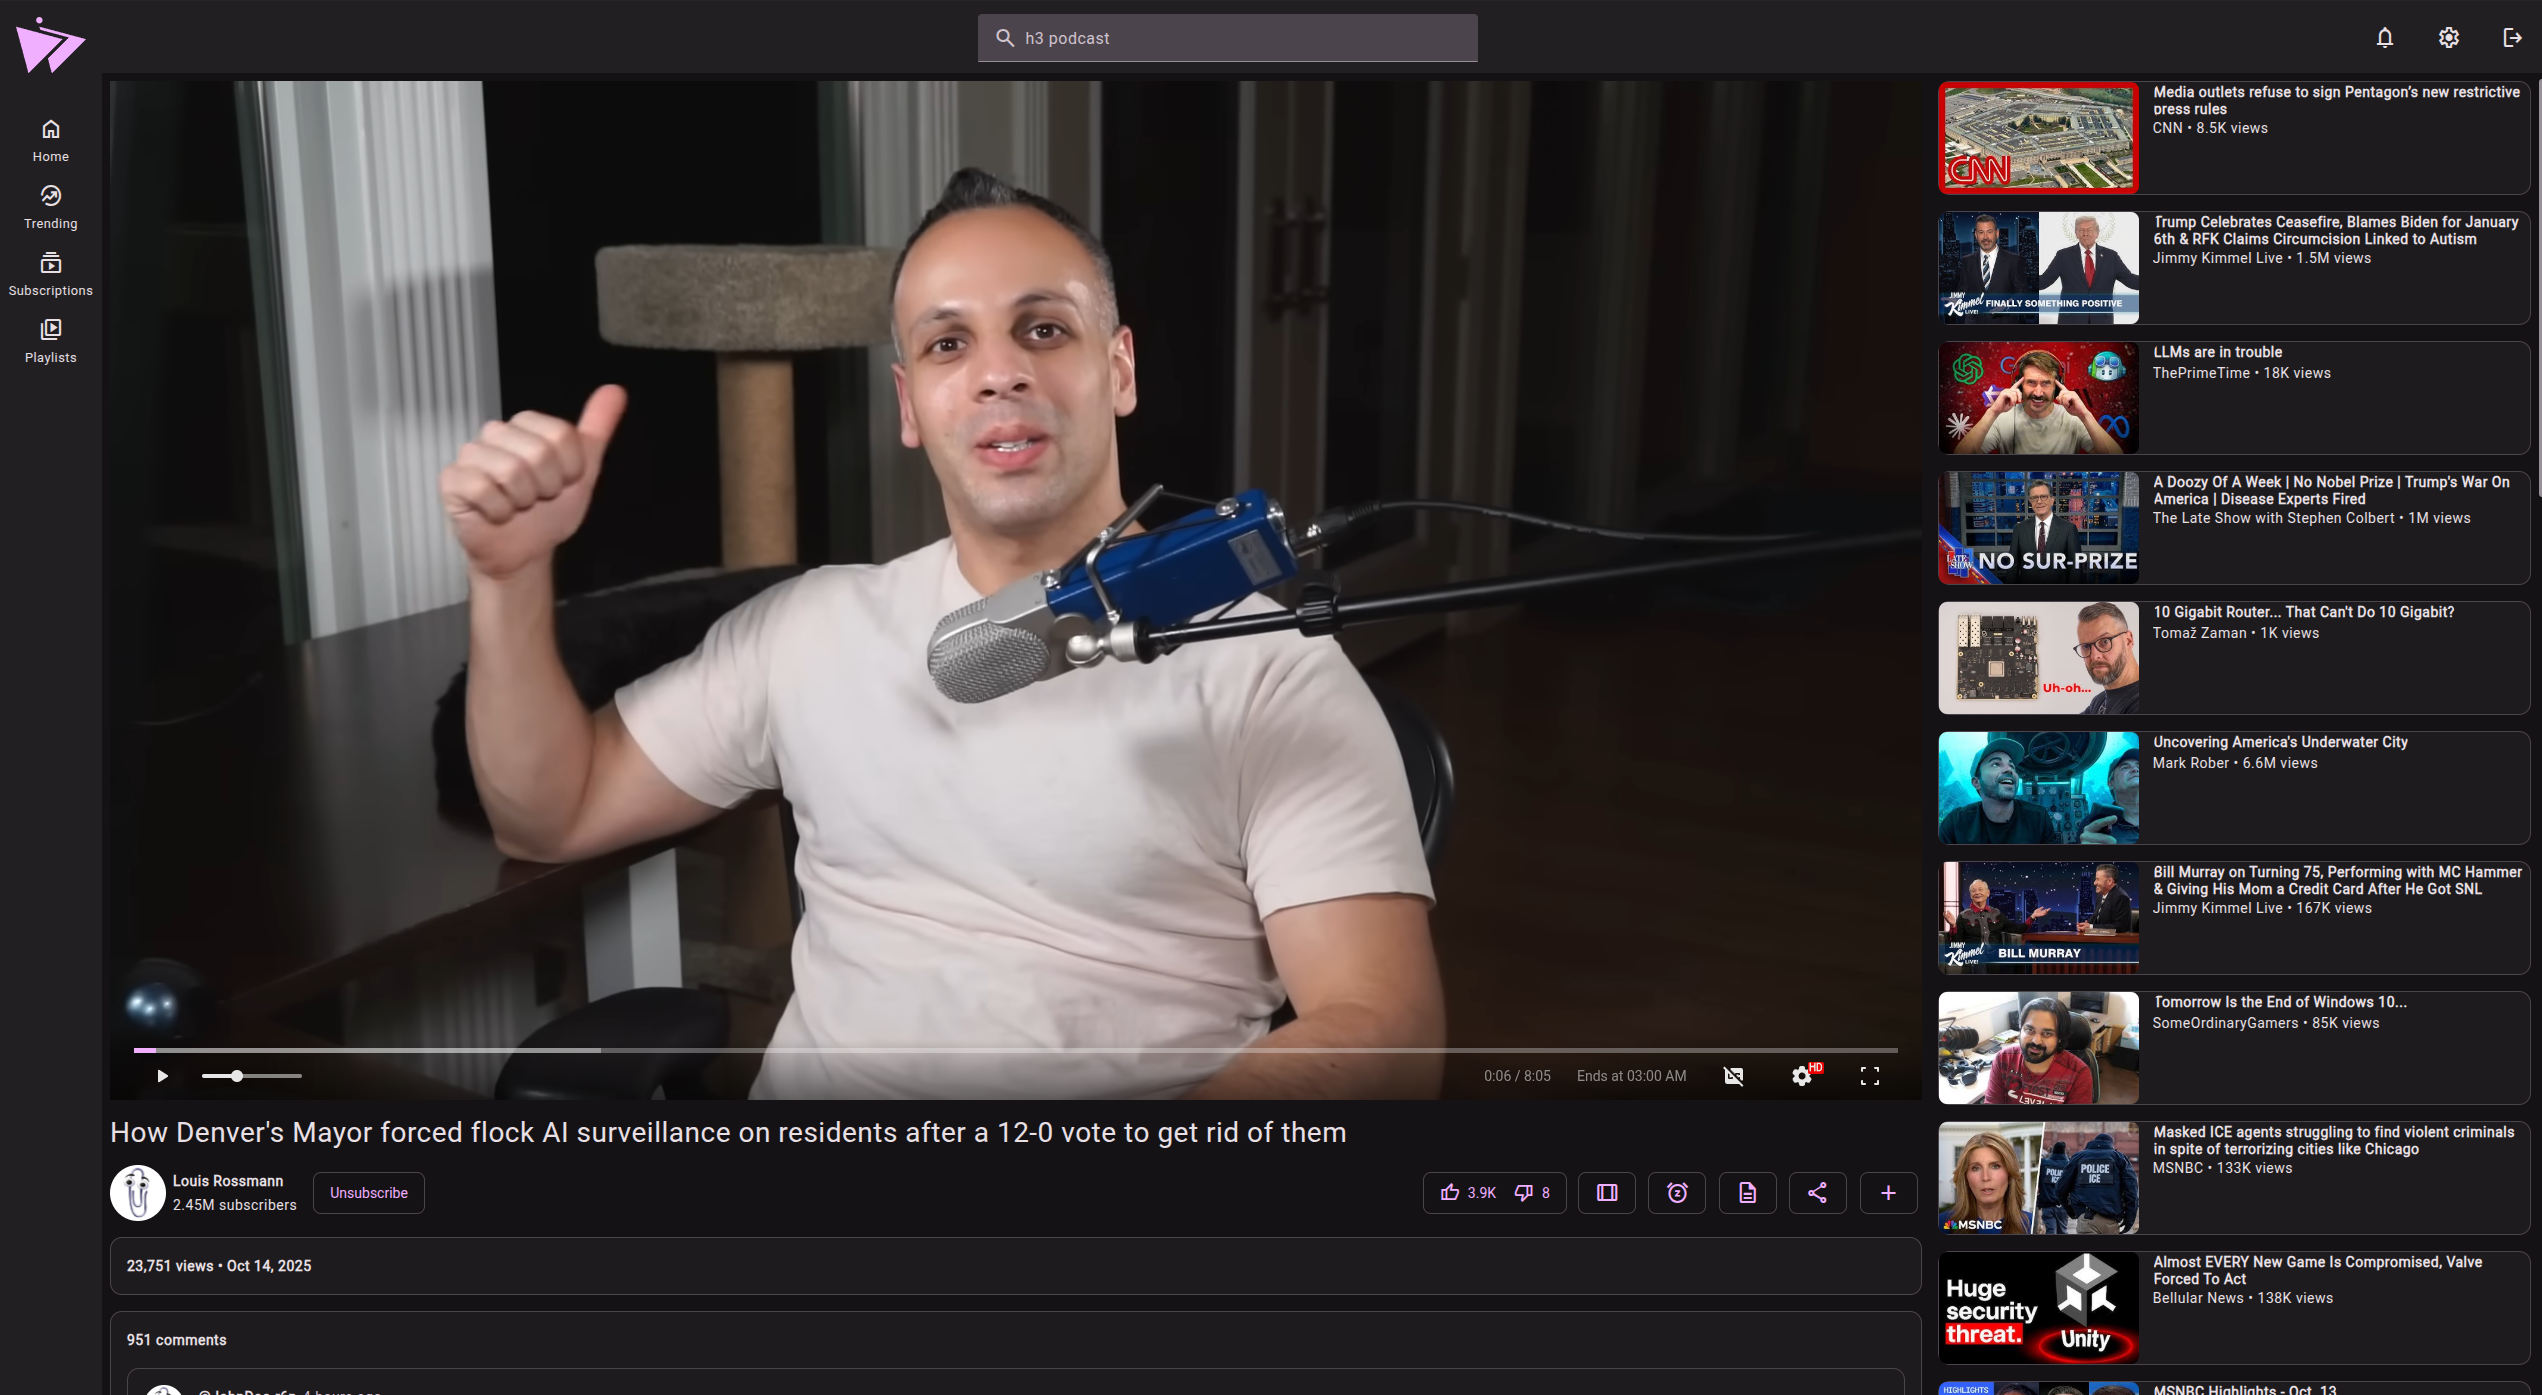 h3 podcast
Home
Trending
Subscriptions
Playlists
0:06 / 8:05
Ends at 03:00 AM
HD
How Denver's Mayor forced flock AI surveillance on residents after a 12-0 vote to get rid of them
Louis Rossmann
2.45M subscribers
Unsubscribe
3.9K
8
23,751 views • Oct 14, 2025
951 comments
CNN
Media outlets refuse to sign Pentagon's new restrictive
press rules
CNN • 8.5K views
JIMMY
Kimmel
LIVE!
FINALLY SOMETHING POSITIVE
Trump Celebrates Ceasefire, Blames Biden for January
6th & RFK Claims Circumcision Linked to Autism
Jimmy Kimmel Live • 1.5M views
LLMs are in trouble
ThePrimeTime • 18K views
LATE
SHOW
NO SUR-PRIZE
A Doozy Of A Week | No Nobel Prize | Trump's War On
America | Disease Experts Fired
The Late Show with Stephen Colbert • 1M views
Uh-oh...
10 Gigabit Router... That Can't Do 10 Gigabit?
Tomaž Zaman • 1K views
Uncovering America's Underwater City
Mark Rober • 6.6M views
JIMMY
Kimmel
LIVE!
BILL MURRAY
Bill Murray on Turning 75, Performing with MC Hammer
& Giving His Mom a Credit Card After He Got SNL
Jimmy Kimmel Live • 167K views
Tomorrow Is the End of Windows 10...
SomeOrdinaryGamers • 85K views
POLICE
ICE
MSNBC
Masked ICE agents struggling to find violent criminals
in spite of terrorizing cities like Chicago
MSNBC • 133K views
Huge
security
threat.
Unity
Almost EVERY New Game Is Compromised, Valve
Forced To Act
Bellular News • 138K views
HIGHLIGHTS
MSNBC Highlights - Oct. 13